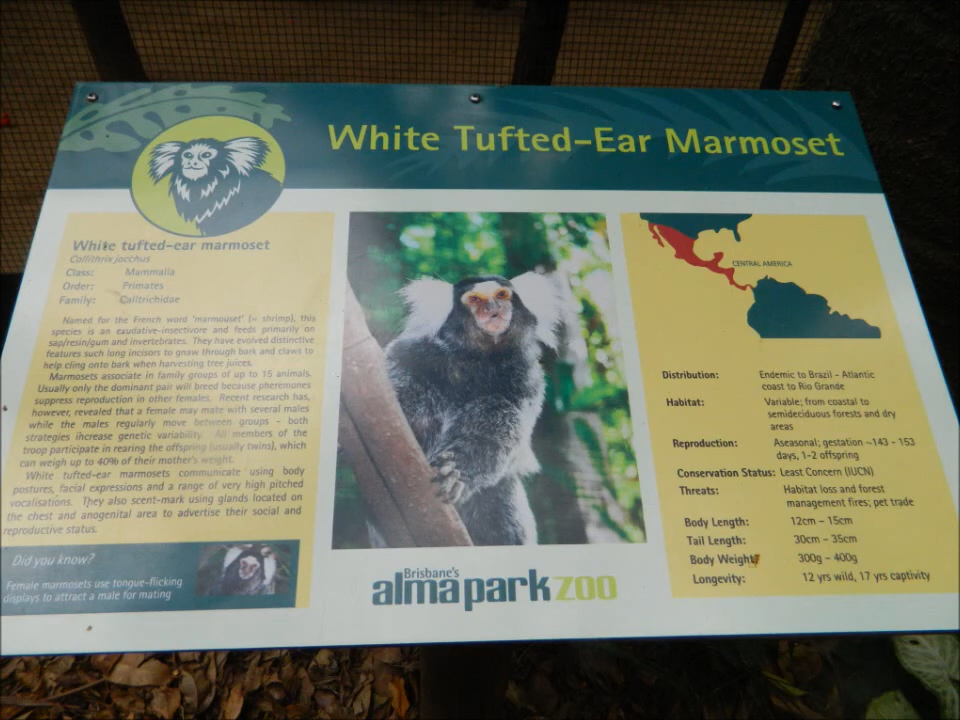 White Tufted-Ear Marmoset
White tufted-ear marmoset
Callithrix jacchus
Class: Mammalia
Order: Primates
Family: Calltrichidae
Named for the French word 'marmouset' (= shrimp), this
species is an exudative-insectivore and feeds primarily on
sap/resin/gum and invertebrates. They have evolved distinctive
features such long incisors to gnaw through bark and claws to
help cling onto bark when harvesting tree juices.
Marmosets associate in family groups of up to 15 animals.
Usually only the dominant pair will breed because pheromones
suppress reproduction in other females. Recent research has,
however, revealed that a female may mate with several males
while the males regularly move between groups - both
strategies increase genetic variability. All members of the
troop participate in rearing the offspring (usually twins), which
can weigh up to 40% of their mother's weight.
White tufted-ear marmosets communicate using body
postures, facial expressions and a range of very high pitched
vocalisations. They also scent-mark using glands located on
the chest and anogenital area to advertise their social and
reproductive status.
Did you know?
Female marmosets use tongue-flicking
displays to attract a male for mating
Brisbane's
alma park zoo
CENTRAL AMERICA
Distribution: Endemic to Brazil - Atlantic
coast to Rio Grande
Habitat: Variable; from coastal to
semideciduous forests and dry
areas
Reproduction: Aseasonal; gestation ~143 - 153
days, 1-2 offspring
Conservation Status: Least Concern (IUCN)
Threats: Habitat loss and forest
management fires; pet trade
Body Length: 12cm – 15cm
Tail Length: 30cm – 35cm
Body Weight: 300g – 400g
Longevity: 12 yrs wild, 17 yrs captivity